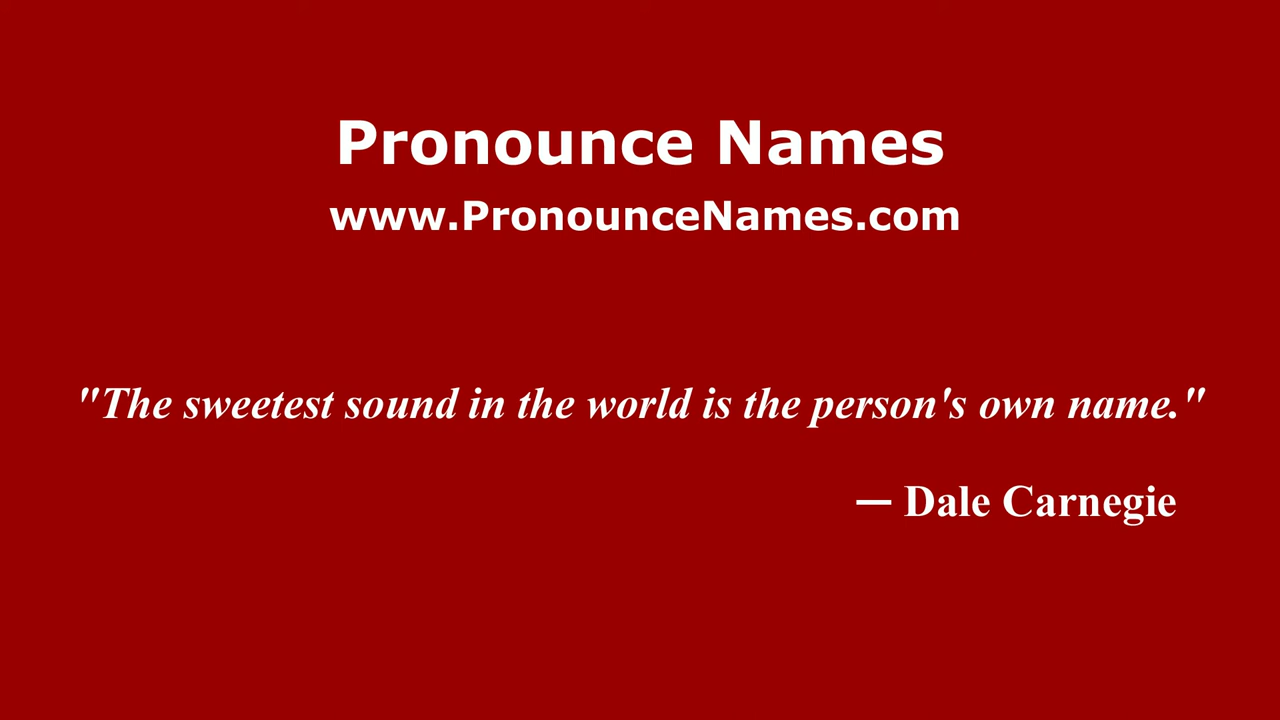 Pronounce Names
www.PronounceNames.com
"The sweetest sound in the world is the person's own name."
— Dale Carnegie